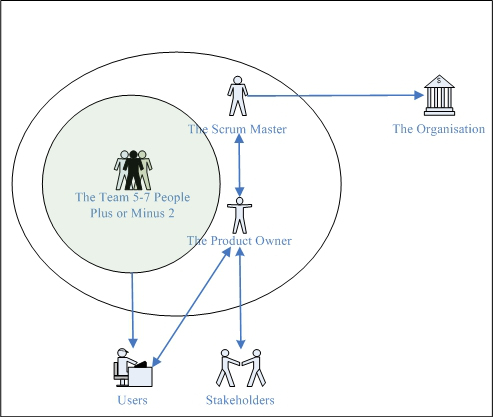 The Scrum Master
The Organisation
The Team 5-7 People
Plus or Minus 2
The Product Owner
Users
Stakeholders
$